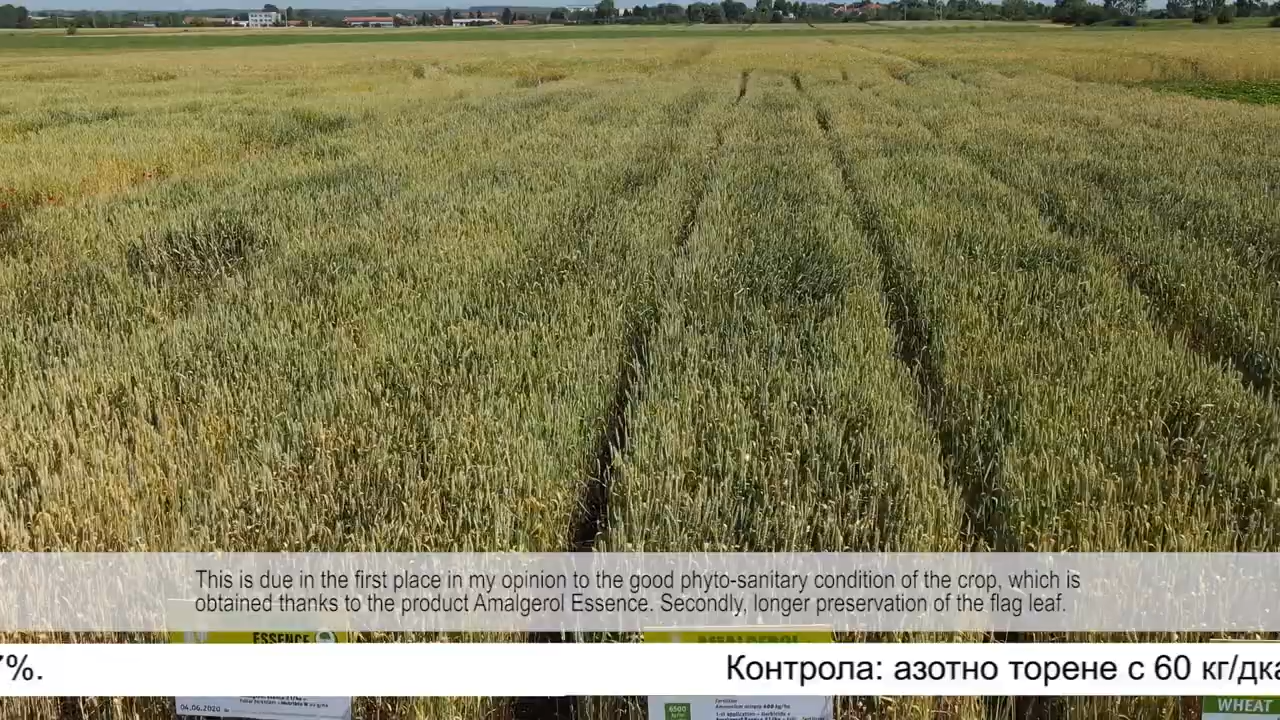 This is due in the first place in my opinion to the good phyto-sanitary condition of the crop, which is
obtained thanks to the product Amalgerol Essence. Secondly, longer preservation of the flag leaf.
ESSENCE
7%.
Контрола: азотно торене с 60 кг/дка
04.06.2020
6500
WHEAT